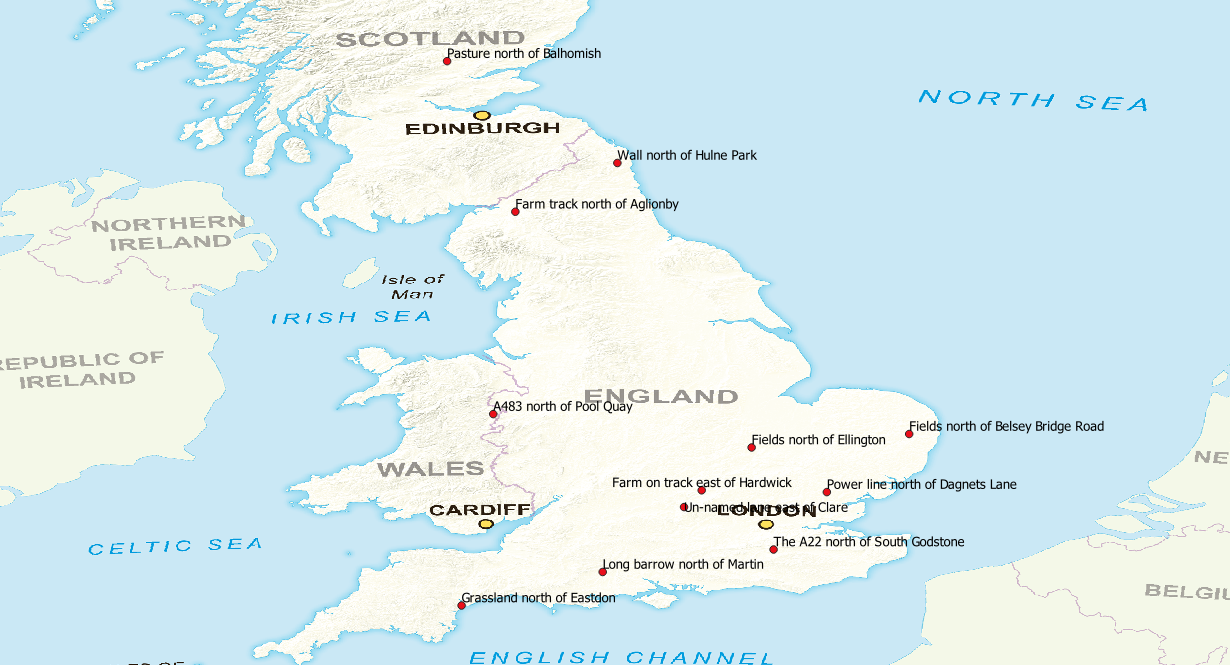 SCOTLAND
Pasture north of Balhomish
NORTH SEA
EDINBURGH
Wall north of Hulne Park
Farm track north of Aglionby
NORTHERN
IRELAND
Isle of
Man
IRISH SEA
REPUBLIC OF
IRELAND
ENGLAND
A483 north of Pool Quay
Fields north of Belsey Bridge Road
Fields north of Ellington
NE
WALES
Farm on track east of Hardwick
Power line north of Dagnets Lane
CARDIFF
Un-named lane east of Clare
LONDON
CELTIC SEA
The A22 north of South Godstone
Long barrow north of Martin
BELGIU
Grassland north of Eastdon
ENGLISH CHANNEL